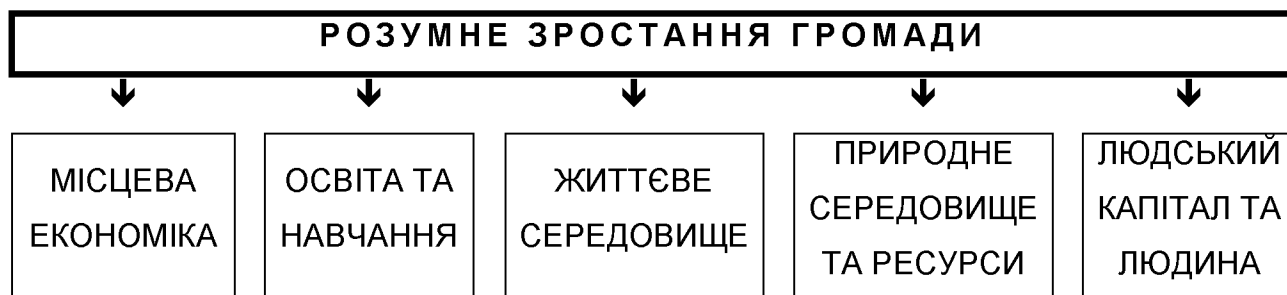 РОЗУМНЕ ЗРОСТАННЯ ГРОМАДИ
МІСЦЕВА
ЕКОНОМІКА
ОСВІТА ТА
НАВЧАННЯ
ЖИТТЄВЕ
СЕРЕДОВИЩЕ
ПРИРОДНЕ
СЕРЕДОВИЩЕ
ТА РЕСУРСИ
ЛЮДСЬКИЙ
КАПІТАЛ ТА
ЛЮДИНА